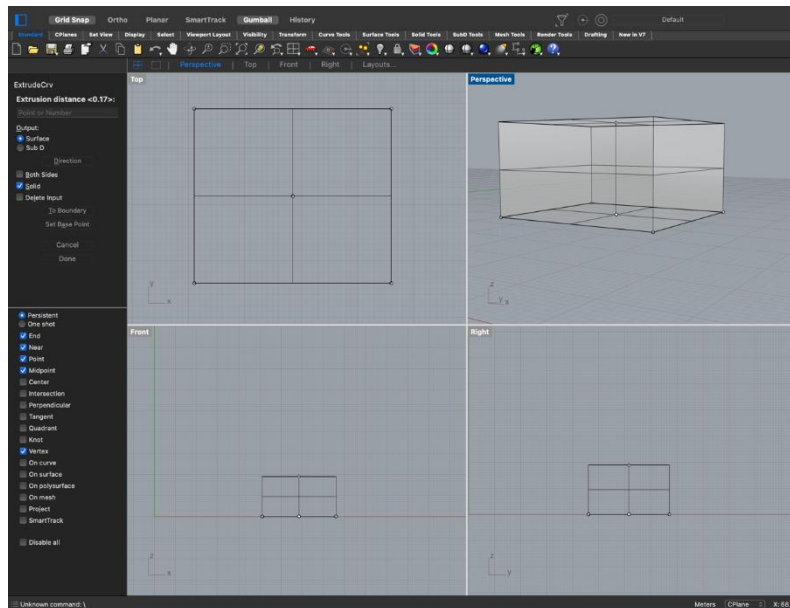 Grid Snap Ortho Planar SmartTrack Gumball History Default
Standard CPlanes Set View Display Select Viewport Layout Visibility Transform Curve Tools Surface Tools Solid Tools SubD Tools Mesh Tools Render Tools Drafting New in V7
Perspective Top Front Right Layouts...
ExtrudeCrv
Extrusion distance <0.17>:
Point or Number
Output:
Surface
Sub D
Direction
Both Sides
Solid
Delete Input
To Boundary
Set Base Point
Cancel
Done
Persistent
One shot
End
Near
Point
Midpoint
Center
Intersection
Perpendicular
Tangent
Quadrant
Knot
Vertex
On curve
On surface
On polysurface
On mesh
Project
SmartTrack
Disable all
Top
y
x
Perspective
z
y x
Front
z
x
Right
z
y
Unknown command: \
Meters CPlane X: 68.